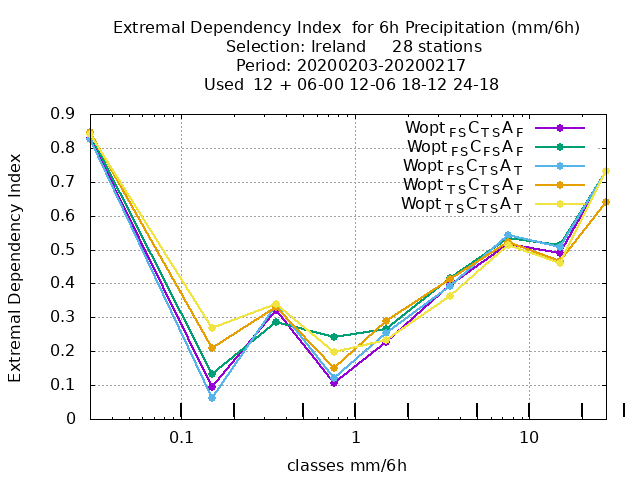 Extremal Dependency Index  for 6h Precipitation (mm/6h)
Selection: Ireland     28 stations
Period: 20200203-20200217
Used  12 + 06-00 12-06 18-12 24-18
Wopt FS C TS A F
Wopt FS C FS A F
Wopt FS C TS A T
Wopt TS C TS A F
Wopt TS C TS A T
Extremal Dependency Index
0.9
0.8
0.7
0.6
0.5
0.4
0.3
0.2
0.1
0
0.1 1 10
classes mm/6h